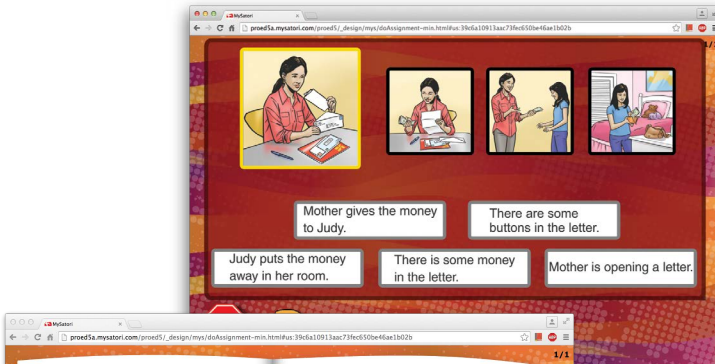 MySatori
proed5a.mysatori.com/proed5/_design/mys/doAssignment-min.html#us:39c6a10913aac73fec650be46ae1b02b
Mother gives the money
to Judy.
There are some
buttons in the letter.
Judy puts the money
away in her room.
There is some money
in the letter.
Mother is opening a letter.
MySatori
proed5a.mysatori.com/proed5/_design/mys/doAssignment-min.html#us:39c6a10913aac73fec650be46ae1b02b
1/1